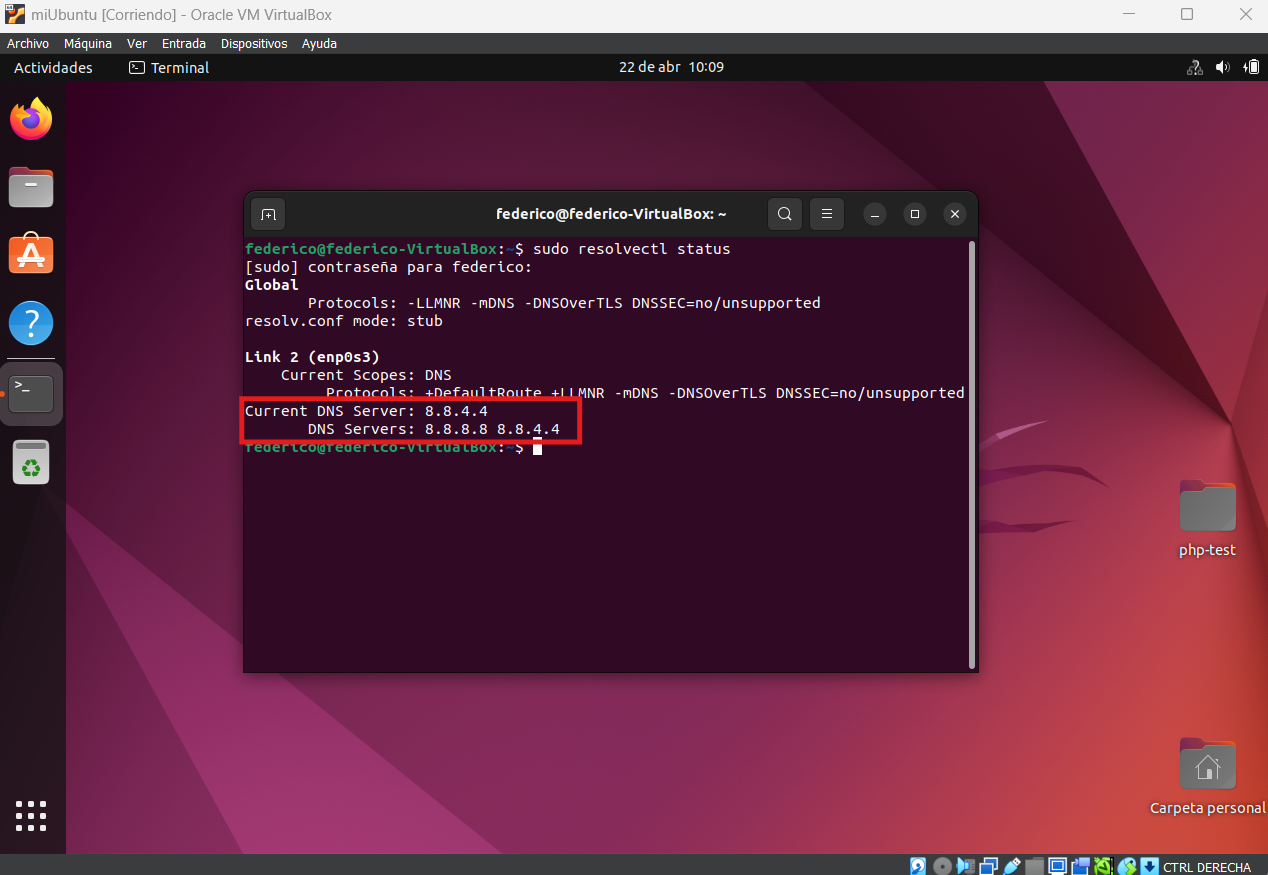 miUbuntu [Corriendo] - Oracle VM VirtualBox
Archivo Máquina Ver Entrada Dispositivos Ayuda
Actividades Terminal 22 de abr 10:09
federico@federico-VirtualBox: ~
federico@federico-VirtualBox:~$ sudo resolvectl status
[sudo] contraseña para federico:
Global
Protocols: -LLMNR -mDNS -DNSOverTLS DNSSEC=no/unsupported
resolv.conf mode: stub
Link 2 (enp0s3)
Current Scopes: DNS
Protocols: +DefaultRoute +LLMNR -mDNS -DNSOverTLS DNSSEC=no/unsupported
Current DNS Server: 8.8.4.4
DNS Servers: 8.8.8.8 8.8.4.4
federico@federico-VirtualBox:~$
php-test
Carpeta personal
CTRL DERECHA